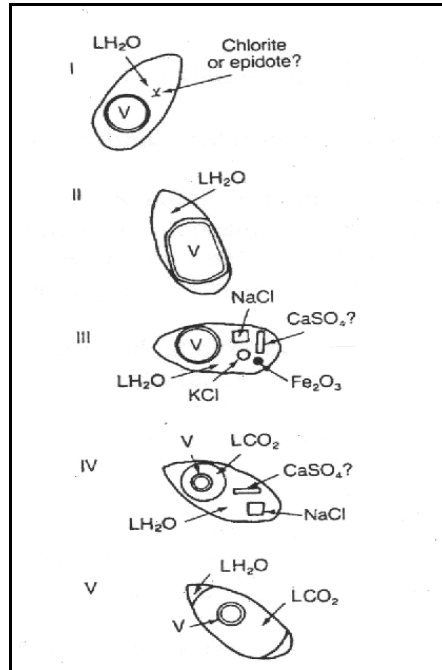 LH₂O
Chlorite
or epidote?
I
V
II
LH₂O
V
NaCl
CaSO₄?
III
V
LH₂O
KCl
Fe₂O₃
IV
V
LCO₂
CaSO₄?
LH₂O
NaCl
V
LH₂O
LCO₂
V